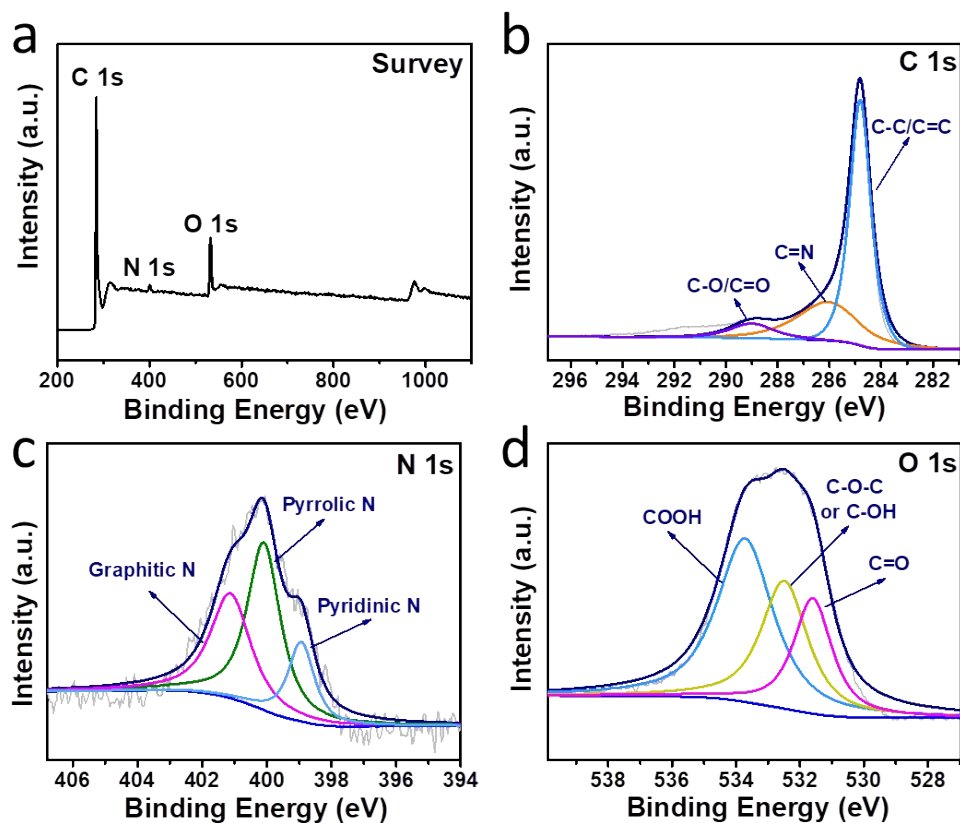 a
Survey
C 1s
N 1s
O 1s
Intensity (a.u.)
200 400 600 800 1000
Binding Energy (eV)
b
C 1s
C-C/C=C
C=N
C-O/C=O
Intensity (a.u.)
296 294 292 290 288 286 284 282
Binding Energy (eV)
c
N 1s
Pyrrolic N
Graphitic N
Pyridinic N
Intensity (a.u.)
406 404 402 400 398 396 394
Binding Energy (eV)
d
O 1s
C-O-C
or C-OH
COOH
C=O
Intensity (a.u.)
538 536 534 532 530 528
Binding Energy (eV)